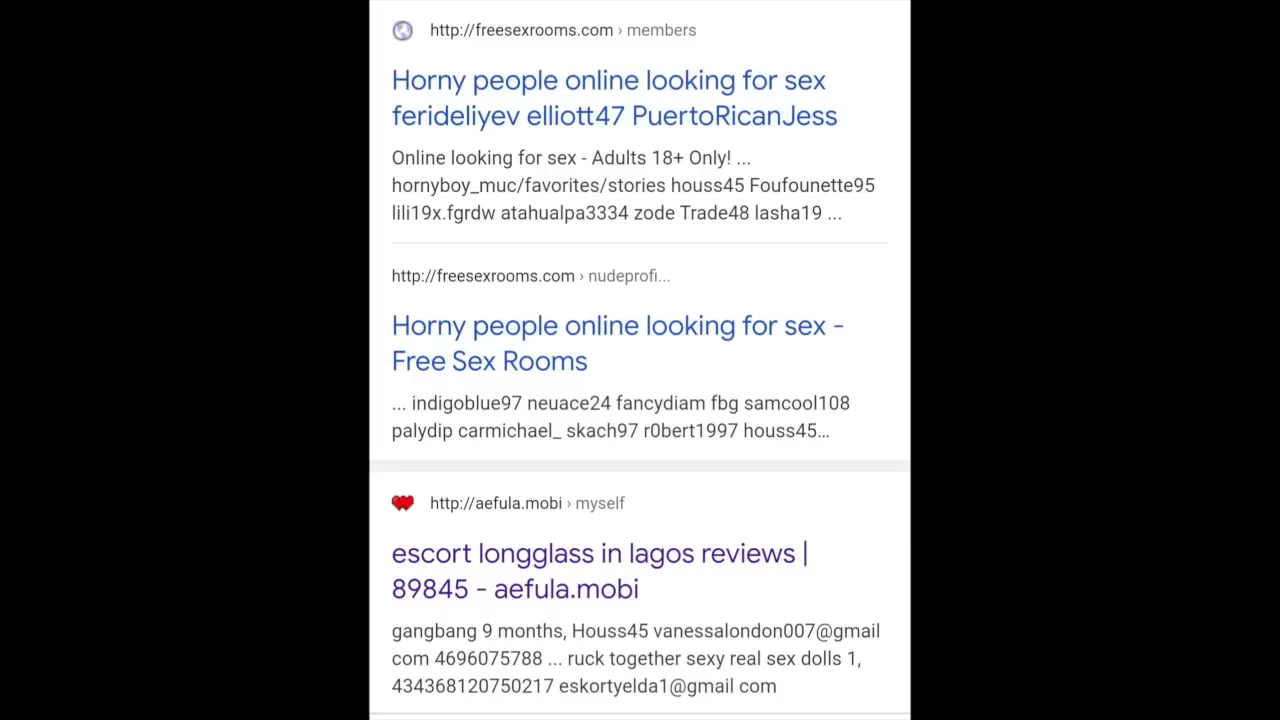 http://freesexrooms.com › members
Horny people online looking for sex
ferideliyev elliott47 PuertoRicanJess
Online looking for sex - Adults 18+ Only! ...
hornyboy_muc/favorites/stories houss45 Foufounette95
lili19x.fgrdw atahualpa3334 zode Trade48 lasha19 ...
http://freesexrooms.com › nudeprofi...
Horny people online looking for sex -
Free Sex Rooms
... indigoblue97 neuace24 fancydiam fbg samcool108
palydip carmichael_ skach97 r0bert1997 houss45...
http://aefula.mobi › myself
escort longglass in lagos reviews |
89845 - aefula.mobi
gangbang 9 months, Houss45 vanessalondon007@gmail
com 4696075788 ... ruck together sexy real sex dolls 1,
434368120750217 eskortyelda1@gmail com